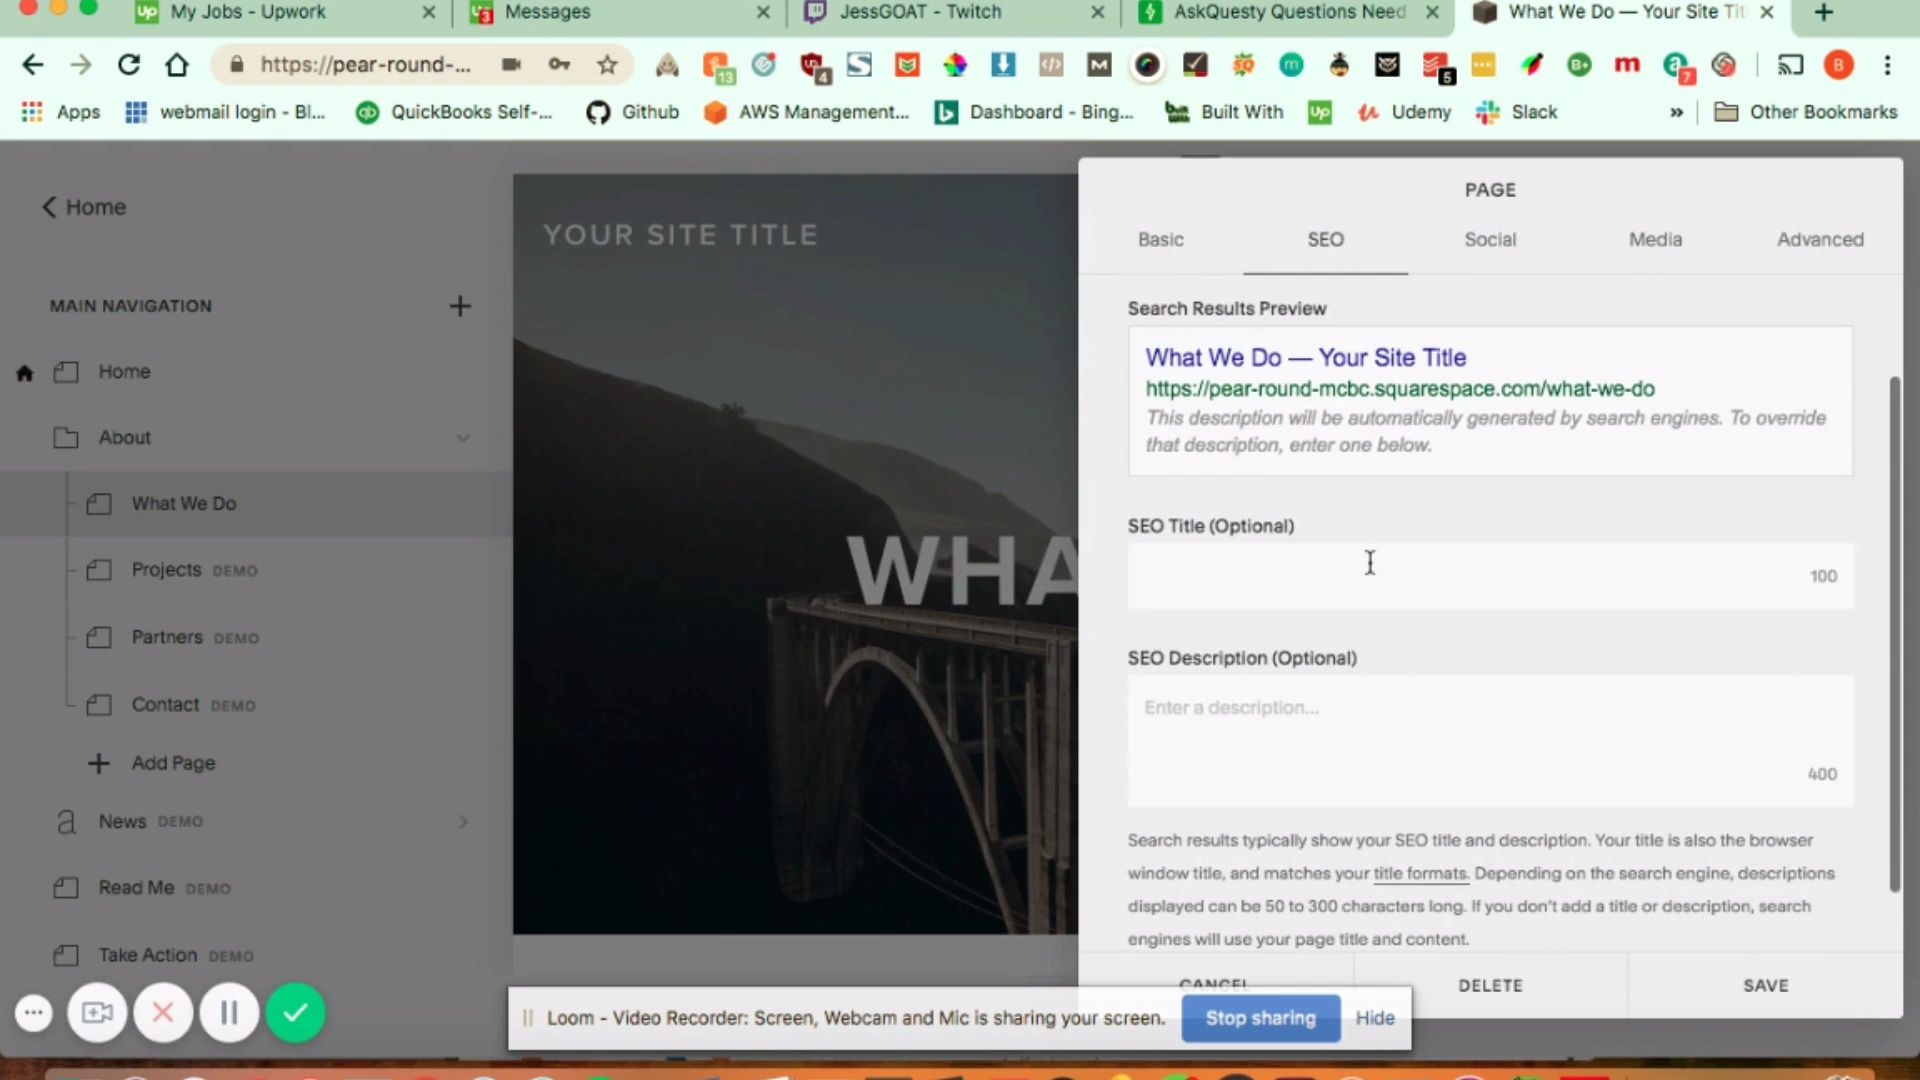 My Jobs - Upwork
Messages
JessGOAT - Twitch
AskQuesty Questions Need
What We Do — Your Site Tit
https://pear-round-...
13
4
5
7
B
Apps
webmail login - Bl...
QuickBooks Self-...
Github
AWS Management...
Dashboard - Bing...
Built With
Udemy
Slack
Other Bookmarks
Home
MAIN NAVIGATION
Home
About
What We Do
Projects DEMO
Partners DEMO
Contact DEMO
Add Page
News DEMO
Read Me DEMO
Take Action DEMO
YOUR SITE TITLE
WHA
PAGE
Basic
SEO
Social
Media
Advanced
Search Results Preview
What We Do — Your Site Title
https://pear-round-mcbc.squarespace.com/what-we-do
This description will be automatically generated by search engines. To override
that description, enter one below.
SEO Title (Optional)
100
SEO Description (Optional)
Enter a description...
400
Search results typically show your SEO title and description. Your title is also the browser
window title, and matches your title formats. Depending on the search engine, descriptions
displayed can be 50 to 300 characters long. If you don't add a title or description, search
engines will use your page title and content.
CANCEL
DELETE
SAVE
Loom - Video Recorder: Screen, Webcam and Mic is sharing your screen.
Stop sharing
Hide